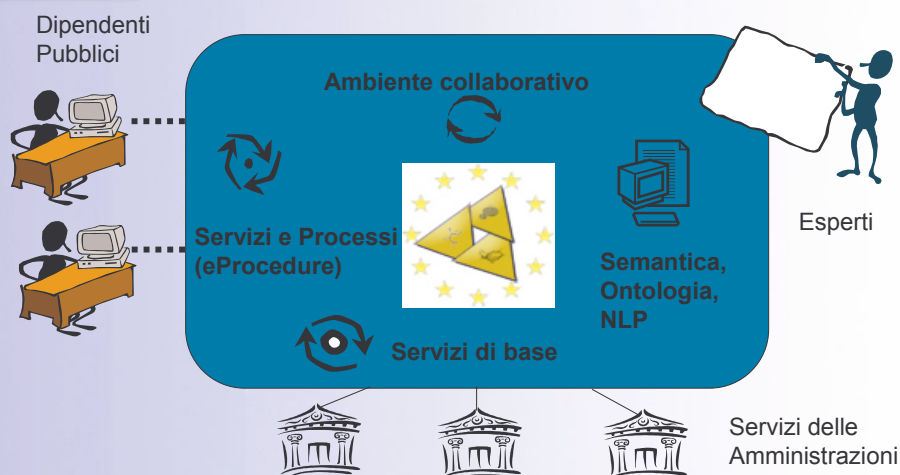 Dipendenti
Pubblici
Ambiente collaborativo
Esperti
Servizi e Processi
(eProcedure)
Semantica,
Ontologia,
NLP
Servizi di base
Servizi delle
Amministrazioni